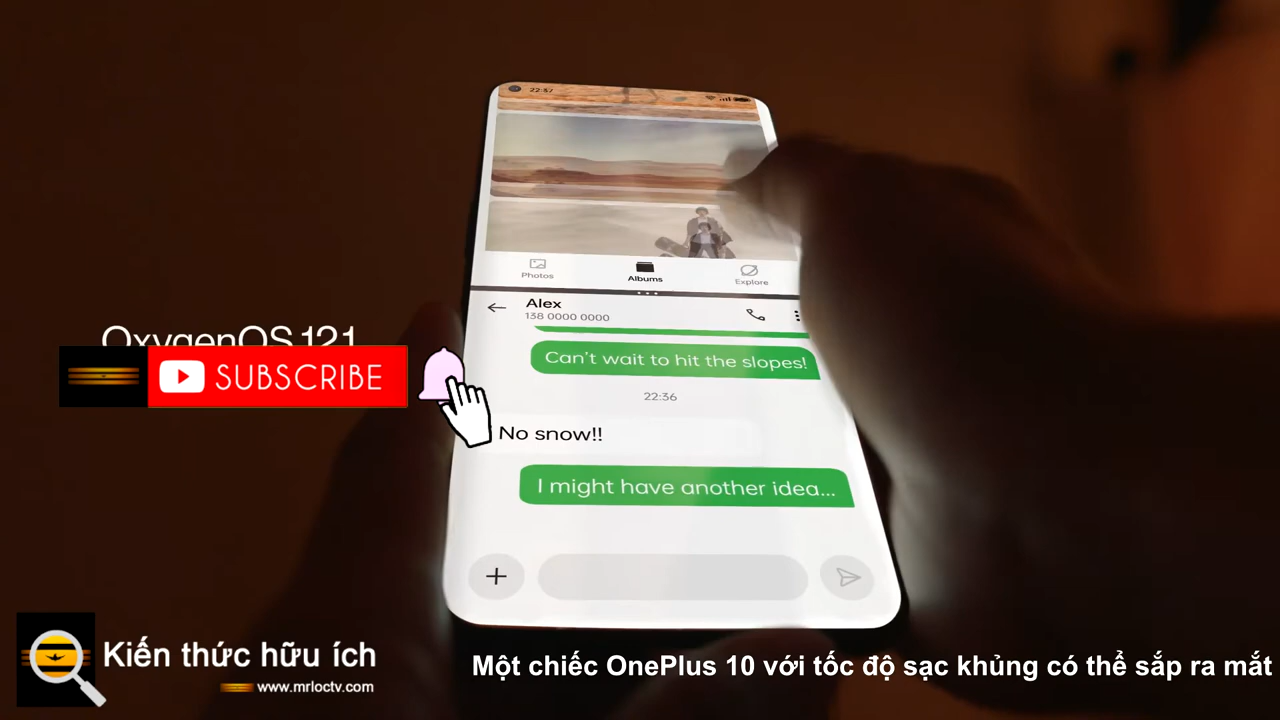 22:37
Photos
Albums
Explore
Alex
138 0000 0000
Can't wait to hit the slopes!
22:36
No snow!!
I might have another idea...
OxygenOS 12.1
SUBSCRIBE
Kiến thức hữu ích
www.mrloctv.com
Một chiếc OnePlus 10 với tốc độ sạc khủng có thể sắp ra mắt